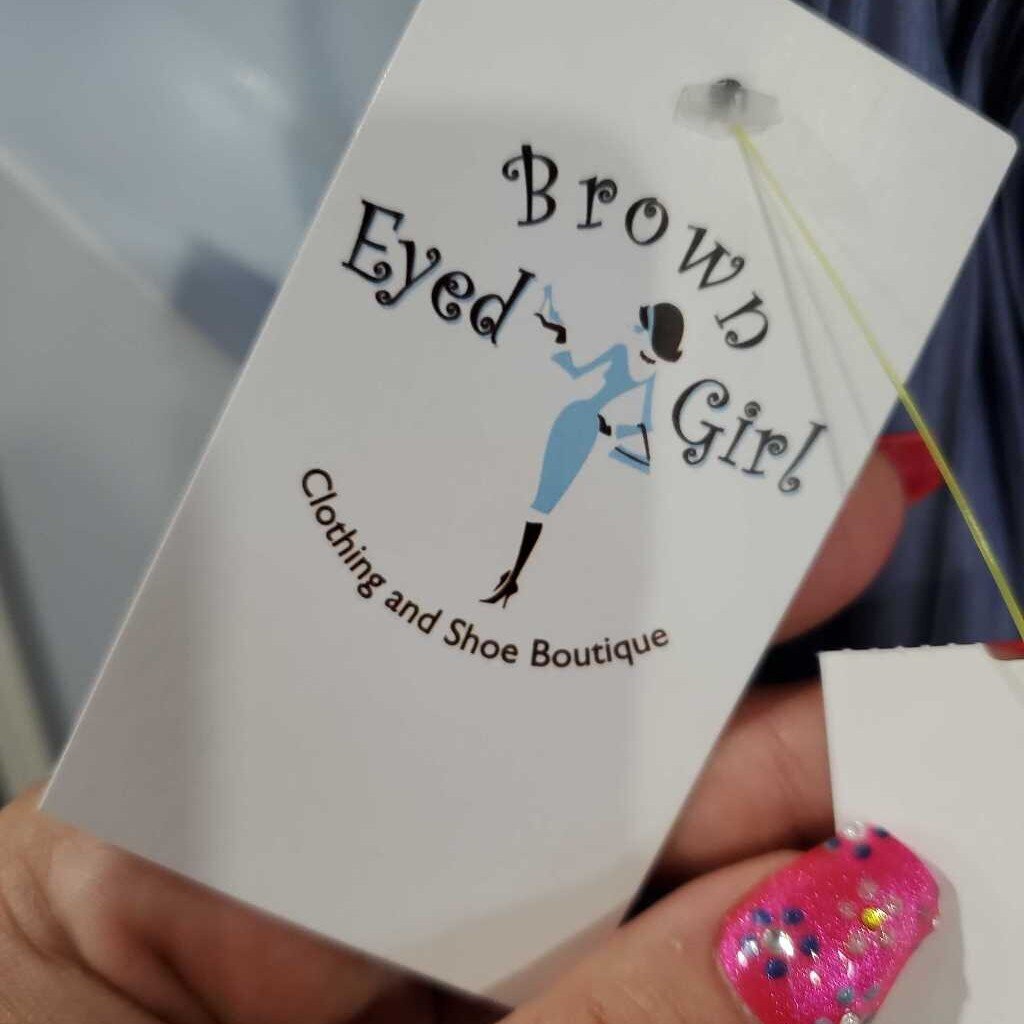 Brown
Eyed
Girl
Clothing and Shoe Boutique